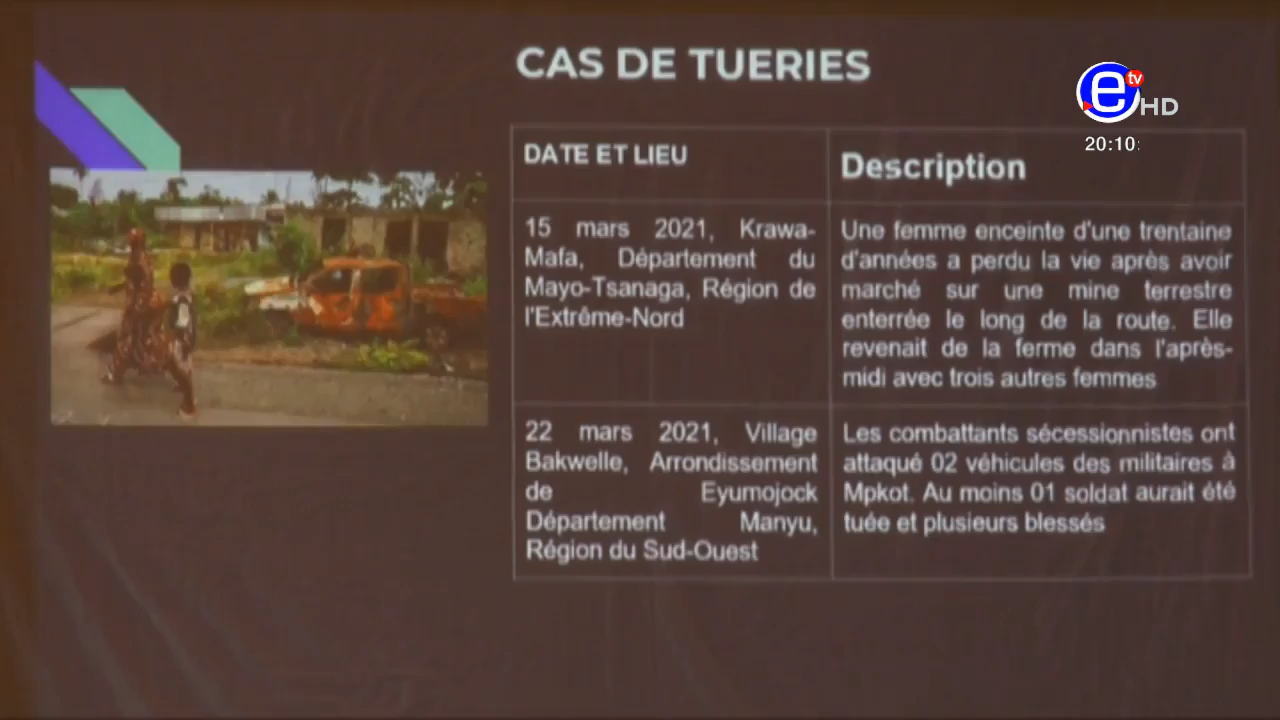 CAS DE TUERIES
e tv HD
20:10:
DATE ET LIEU
Description
15 mars 2021, Krawa-
Mafa, Département du
Mayo-Tsanaga, Région de
l'Extrême-Nord
Une femme enceinte d'une trentaine
d'années a perdu la vie après avoir
marché sur une mine terrestre
enterrée le long de la route. Elle
revenait de la ferme dans l'après-
midi avec trois autres femmes
22 mars 2021, Village
Bakwelle, Arrondissement
de Eyumojock
Département Manyu,
Région du Sud-Ouest
Les combattants sécessionnistes ont
attaqué 02 véhicules des militaires à
Mpkot. Au moins 01 soldat aurait été
tuée et plusieurs blessés